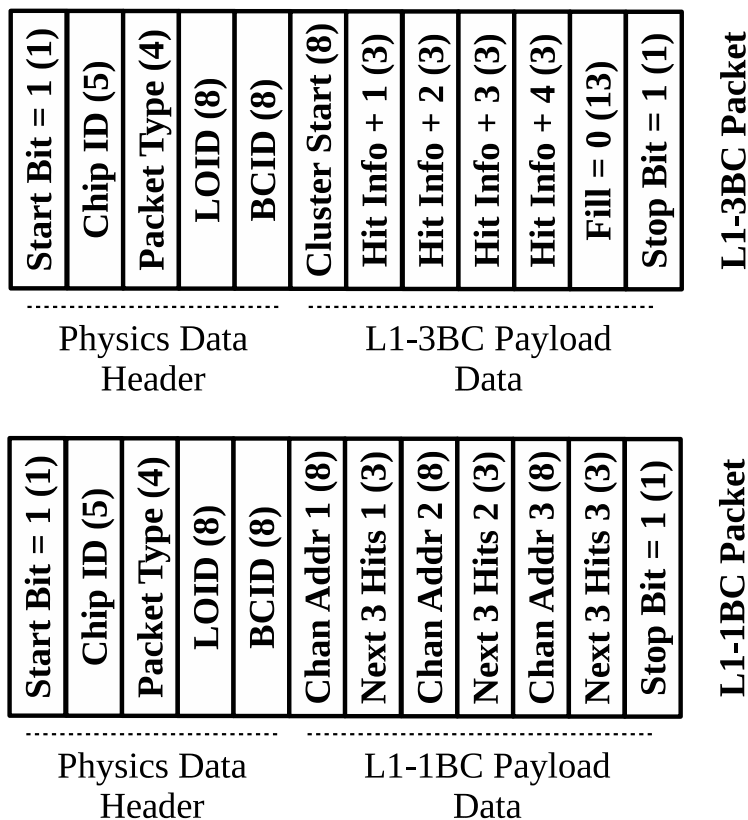 Start Bit = 1 (1)
Chip ID (5)
Packet Type (4)
LOID (8)
BCID (8)
Cluster Start (8)
Hit Info + 1 (3)
Hit Info + 2 (3)
Hit Info + 3 (3)
Hit Info + 4 (3)
Fill = 0 (13)
Stop Bit = 1 (1)
L1-3BC Packet
Physics Data
Header
L1-3BC Payload
Data
Start Bit = 1 (1)
Chip ID (5)
Packet Type (4)
LOID (8)
BCID (8)
Chan Addr 1 (8)
Next 3 Hits 1 (3)
Chan Addr 2 (8)
Next 3 Hits 2 (3)
Chan Addr 3 (8)
Next 3 Hits 3 (3)
Stop Bit = 1 (1)
L1-1BC Packet
Physics Data
Header
L1-1BC Payload
Data